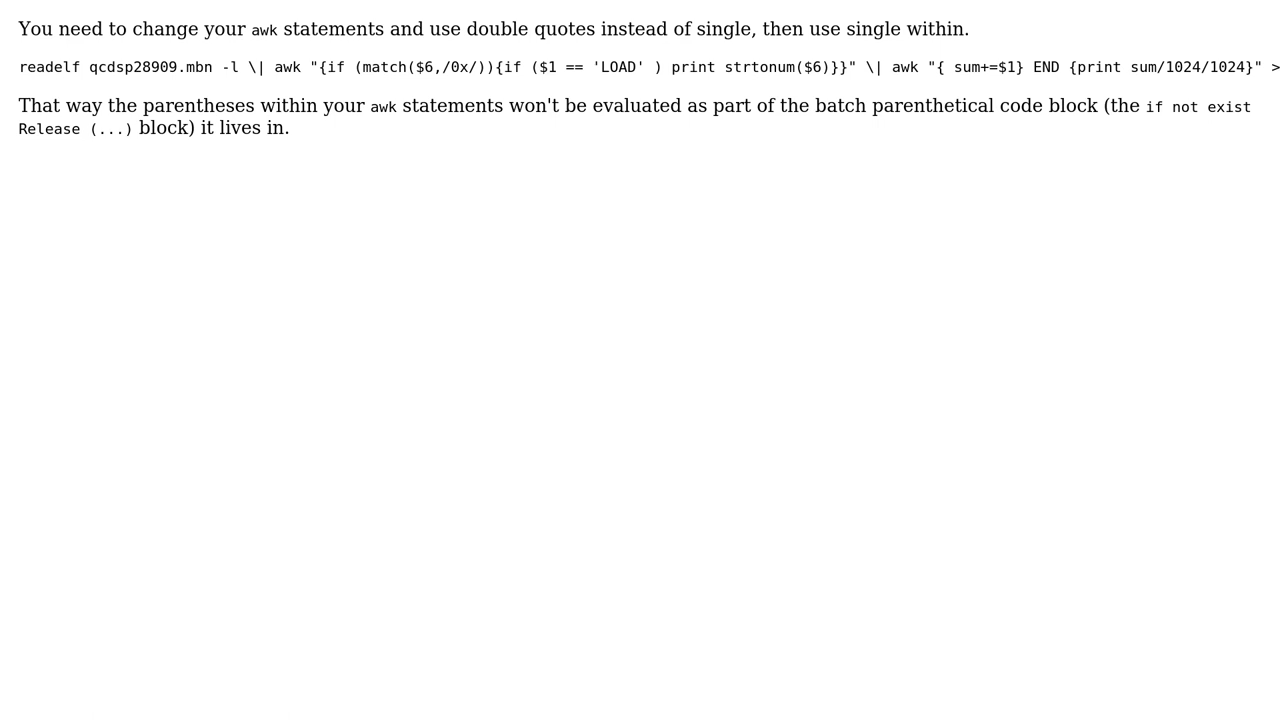 You need to change your awk statements and use double quotes instead of single, then use single within.
readelf qcdsp28909.mbn -l \| awk "{if (match($6,/0x/)){if ($1 == 'LOAD' ) print strtonum($6)}}" \| awk "{ sum+=$1} END {print sum/1024/1024}" >
That way the parentheses within your awk statements won't be evaluated as part of the batch parenthetical code block (the if not exist
Release (...) block) it lives in.